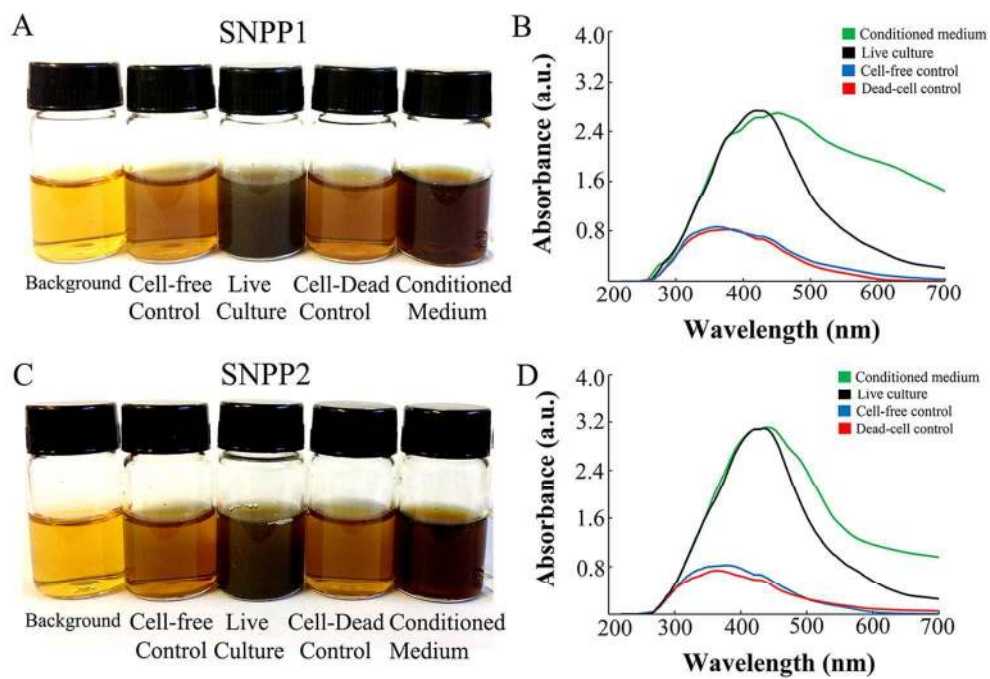 A
SNPP1
Background
Cell-free
Control
Live
Culture
Cell-Dead
Control
Conditioned
Medium
B
Absorbance (a.u.)
4.0
3.2
2.4
1.6
0.8
200 300 400 500 600 700
Wavelength (nm)
Conditioned medium
Live culture
Cell-free control
Dead-cell control
C
SNPP2
Background
Cell-free
Control
Live
Culture
Cell-Dead
Control
Conditioned
Medium
D
Absorbance (a.u.)
4.0
3.2
2.4
1.6
0.8
200 300 400 500 600 700
Wavelength (nm)
Conditioned medium
Live culture
Cell-free control
Dead-cell control